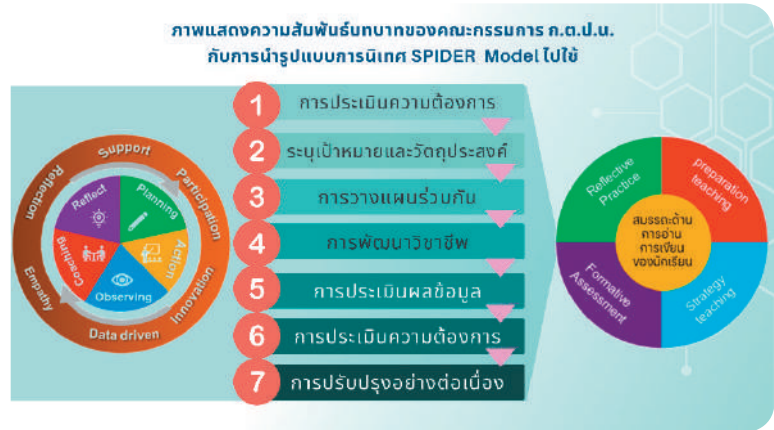 ภาพแสดงความสัมพันธ์บทบาทของคณะกรรมการ ก.ต.ป.น.
กับการนำรูปแบบการนิเทศ SPIDER Model ไปใช้
Support
Participation
Innovation
Data driven
Empathy
Reflection
Planning
Action
Observing
Coaching
Reflect
1 การประเมินความต้องการ
2 ระบุเป้าหมายและวัตถุประสงค์
3 การวางแผนร่วมกัน
4 การพัฒนาวิชาชีพ
5 การประเมินผลข้อมูล
6 การประเมินความต้องการ
7 การปรับปรุงอย่างต่อเนื่อง
Reflective
Practice
preparation
teaching
Strategy
teaching
Formative
Assessment
สมรรถะด้าน
การอ่าน
การเขียน
ของนักเรียน